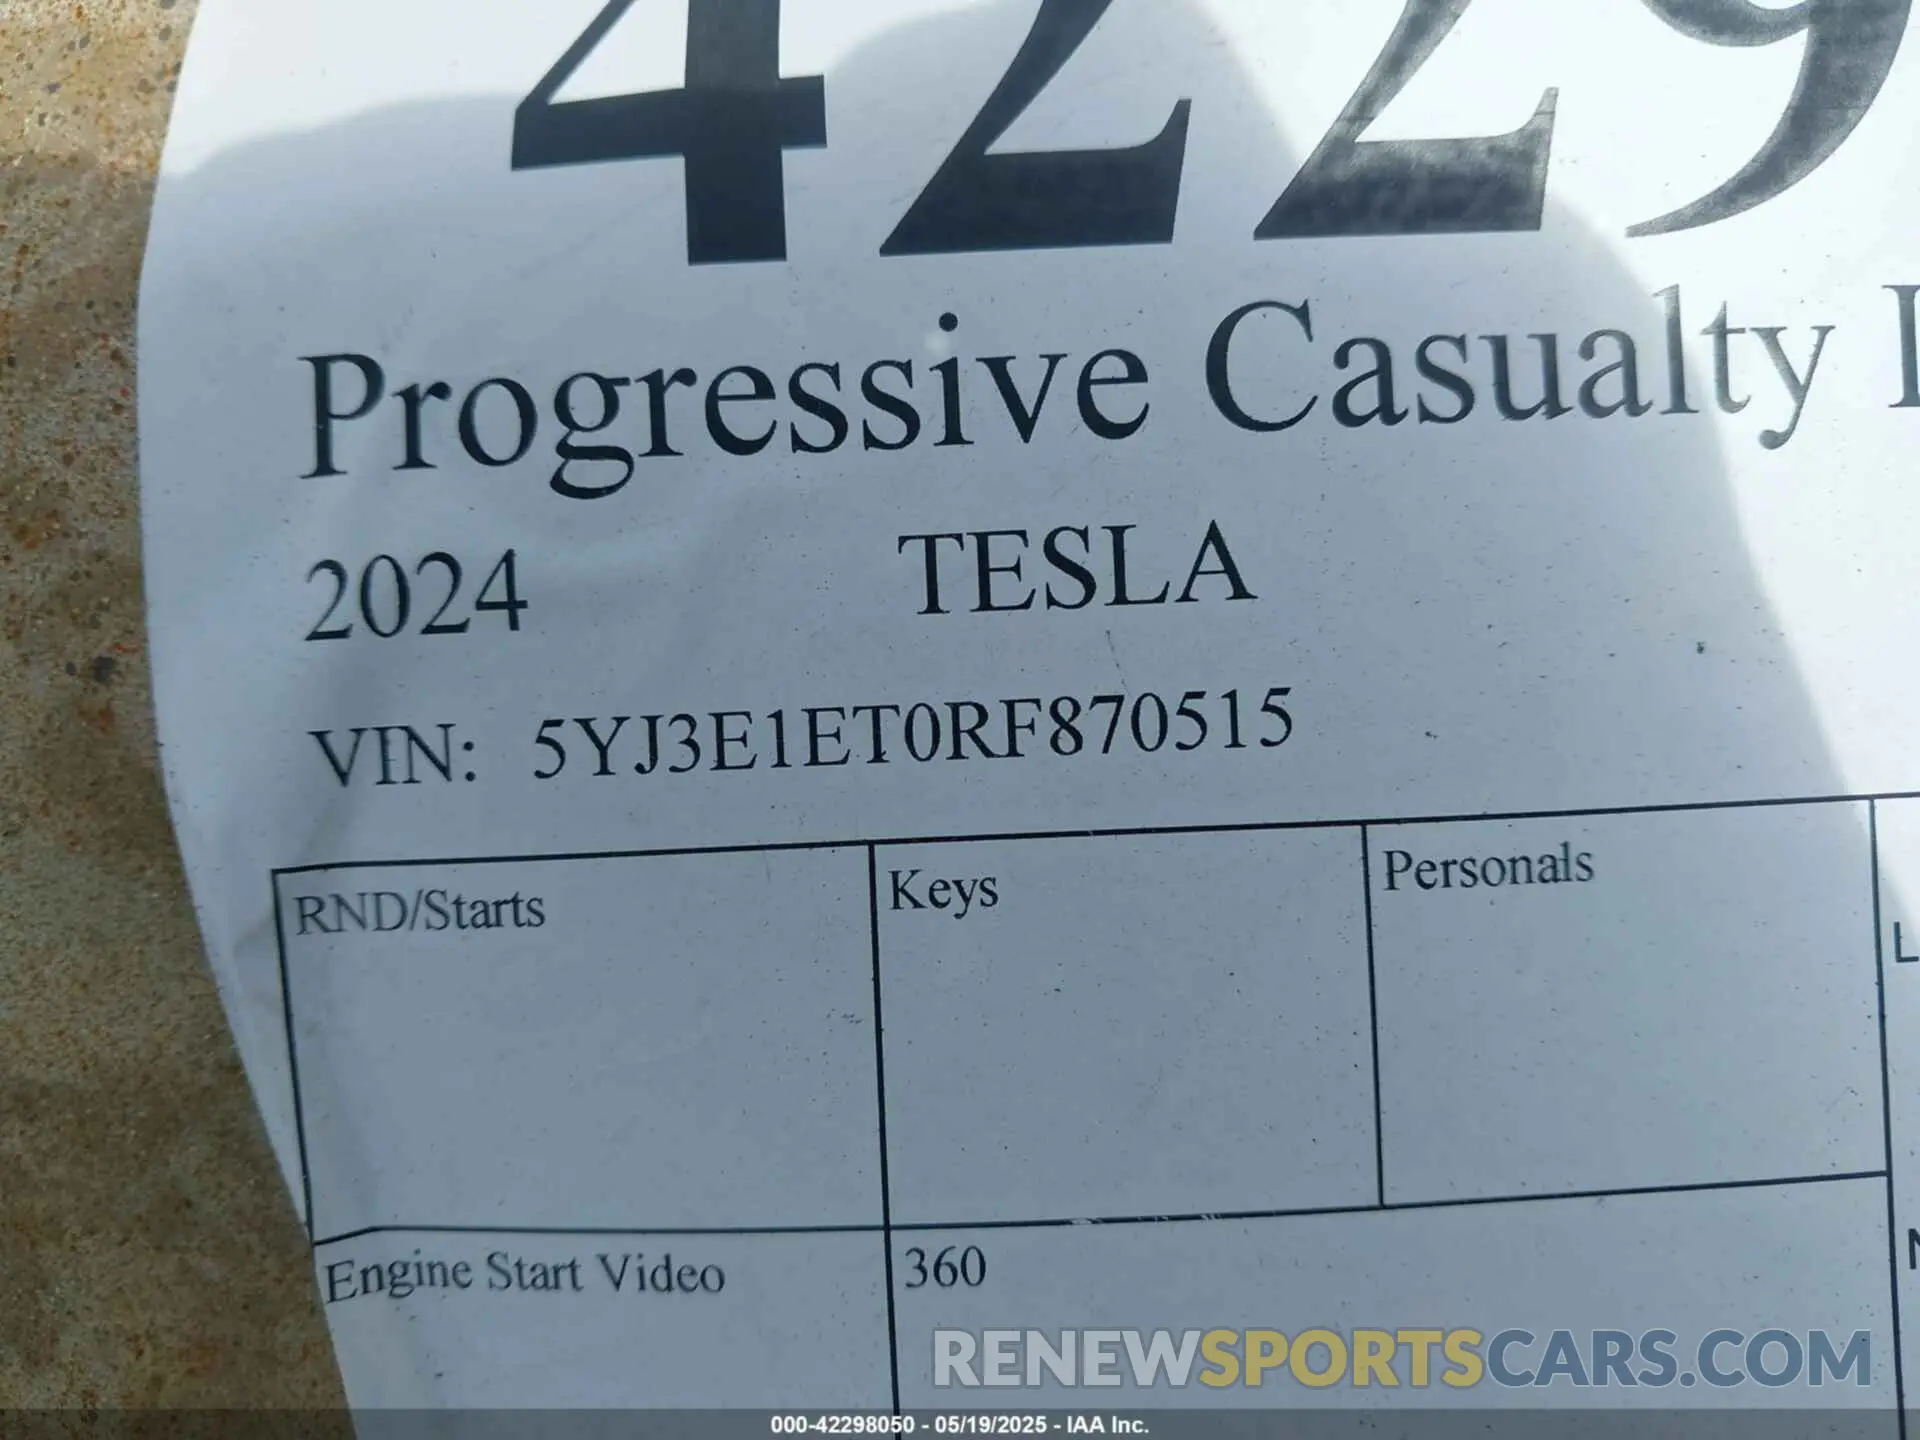 4229
Progressive Casualty I
2024 TESLA
VIN: 5YJ3E1ET0RF870515
RND/Starts Keys Personals
L
Engine Start Video 360
RENEWSPORTSCARS.COM
000-42298050 - 05/19/2025 - IAA Inc.